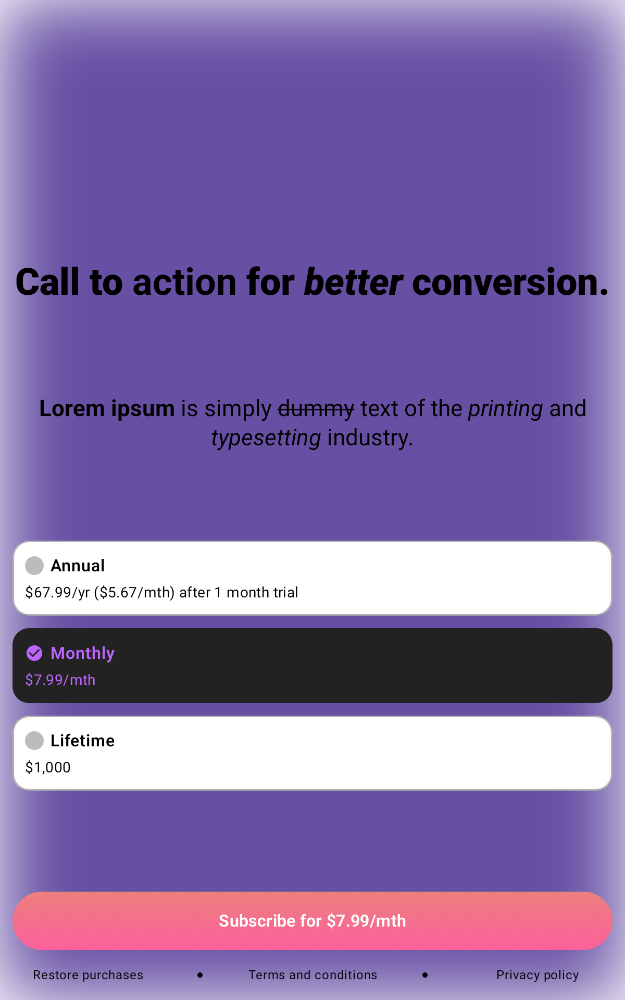 Call to action for better conversion.
Lorem ipsum is simply dummy text of the printing and
typesetting industry.
Annual
$67.99/yr ($5.67/mth) after 1 month trial
Monthly
$7.99/mth
Lifetime
$1,000
Subscribe for $7.99/mth
Restore purchases • Terms and conditions • Privacy policy